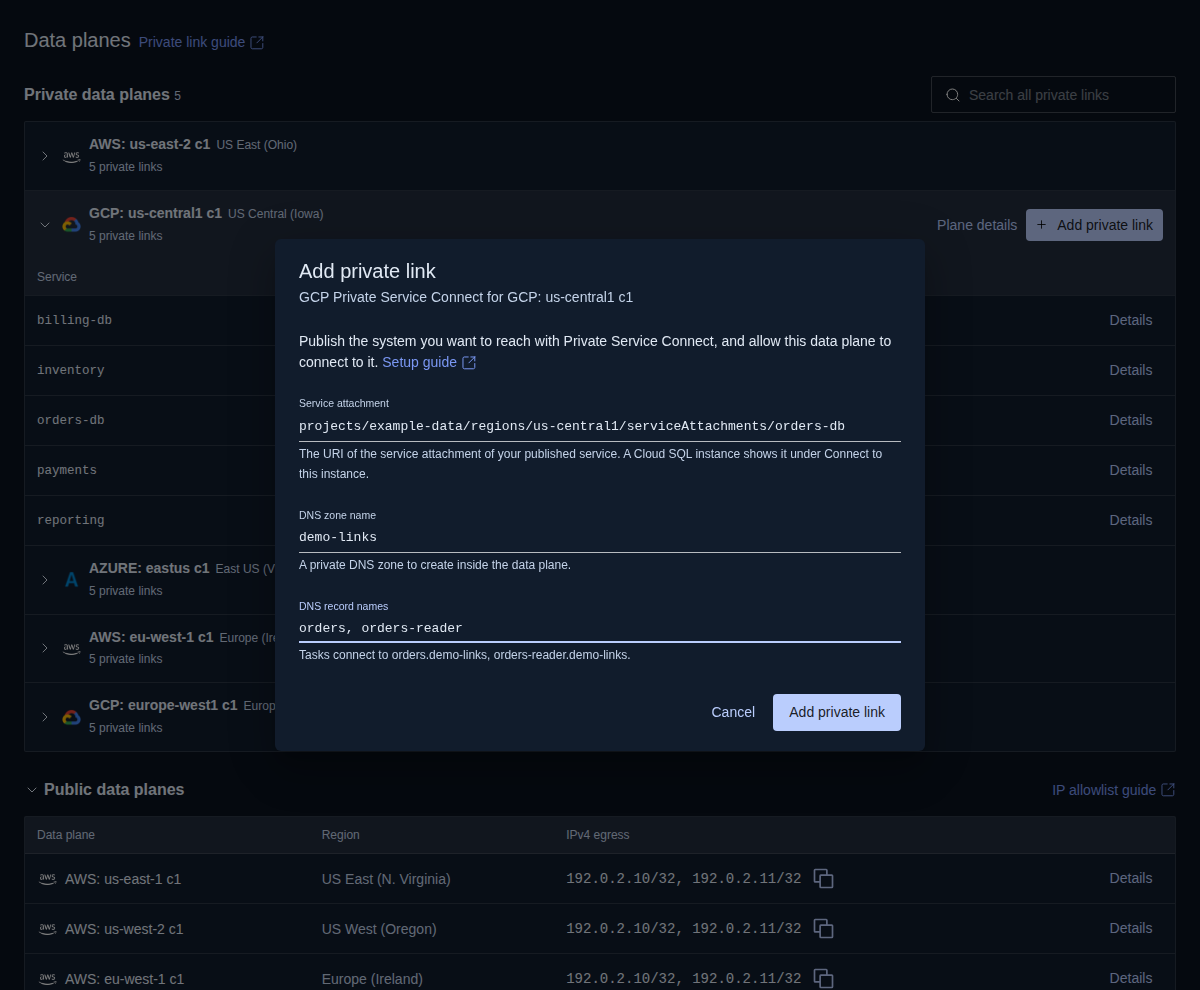 Data planes Private link guide
Private data planes 5
Search all private links
aws
AWS: us-east-2 c1 US East (Ohio)
5 private links
GCP: us-central1 c1 US Central (Iowa)
5 private links
Plane details
+ Add private link
Service
billing-db
Details
inventory
Details
orders-db
Details
payments
Details
reporting
Details
AZURE: eastus c1 East US (V
5 private links
aws
AWS: eu-west-1 c1 Europe (Ire
5 private links
GCP: europe-west1 c1 Europ
5 private links
Add private link
GCP Private Service Connect for GCP: us-central1 c1
Publish the system you want to reach with Private Service Connect, and allow this data plane to
connect to it. Setup guide
Service attachment
projects/example-data/regions/us-central1/serviceAttachments/orders-db
The URI of the service attachment of your published service. A Cloud SQL instance shows it under Connect to
this instance.
DNS zone name
demo-links
A private DNS zone to create inside the data plane.
DNS record names
orders, orders-reader
Tasks connect to orders.demo-links, orders-reader.demo-links.
Cancel
Add private link
Public data planes
IP allowlist guide
Data plane Region IPv4 egress
aws AWS: us-east-1 c1 US East (N. Virginia) 192.0.2.10/32, 192.0.2.11/32 Details
aws AWS: us-west-2 c1 US West (Oregon) 192.0.2.10/32, 192.0.2.11/32 Details
aws AWS: eu-west-1 c1 Europe (Ireland) 192.0.2.10/32, 192.0.2.11/32 Details